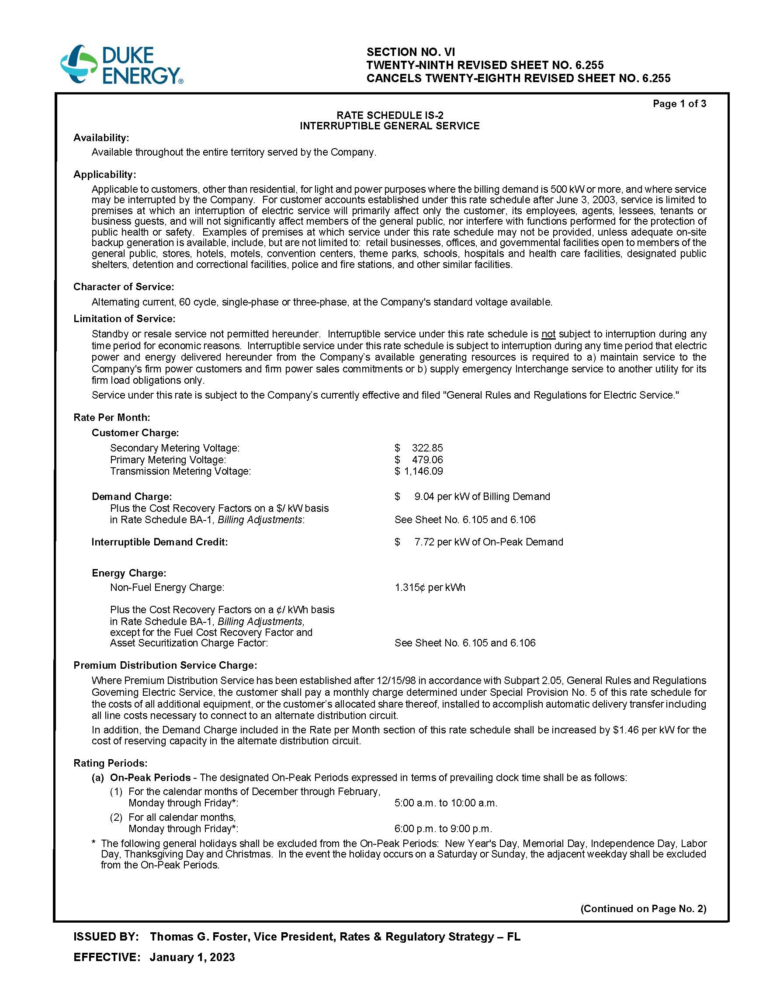 DUKE
ENERGY®
SECTION NO. VI
TWENTY-NINTH REVISED SHEET NO. 6.255
CANCELS TWENTY-EIGHTH REVISED SHEET NO. 6.255
Page 1 of 3
RATE SCHEDULE IS-2
INTERRUPTIBLE GENERAL SERVICE
Availability:
Available throughout the entire territory served by the Company.
Applicability:
Applicable to customers, other than residential, for light and power purposes where the billing demand is 500 kW or more, and where service
may be interrupted by the Company. For customer accounts established under this rate schedule after June 3, 2003, service is limited to
premises at which an interruption of electric service will primarily affect only the customer, its employees, agents, lessees, tenants or
business guests, and will not significantly affect members of the general public, nor interfere with functions performed for the protection of
public health or safety. Examples of premises at which service under this rate schedule may not be provided, unless adequate on-site
backup generation is available, include, but are not limited to: retail businesses, offices, and governmental facilities open to members of the
general public, stores, hotels, motels, convention centers, theme parks, schools, hospitals and health care facilities, designated public
shelters, detention and correctional facilities, police and fire stations, and other similar facilities.
Character of Service:
Alternating current, 60 cycle, single-phase or three-phase, at the Company's standard voltage available.
Limitation of Service:
Standby or resale service not permitted hereunder. Interruptible service under this rate schedule is not subject to interruption during any
time period for economic reasons. Interruptible service under this rate schedule is subject to interruption during any time period that electric
power and energy delivered hereunder from the Company’s available generating resources is required to a) maintain service to the
Company's firm power customers and firm power sales commitments or b) supply emergency Interchange service to another utility for its
firm load obligations only.
Service under this rate is subject to the Company’s currently effective and filed "General Rules and Regulations for Electric Service."
Rate Per Month:
Customer Charge:
Secondary Metering Voltage: $ 322.85
Primary Metering Voltage: $ 479.06
Transmission Metering Voltage: $ 1,146.09
Demand Charge: $ 9.04 per kW of Billing Demand
Plus the Cost Recovery Factors on a $/ kW basis
in Rate Schedule BA-1, Billing Adjustments: See Sheet No. 6.105 and 6.106
Interruptible Demand Credit: $ 7.72 per kW of On-Peak Demand
Energy Charge:
Non-Fuel Energy Charge: 1.315¢ per kWh
Plus the Cost Recovery Factors on a ¢/ kWh basis
in Rate Schedule BA-1, Billing Adjustments,
except for the Fuel Cost Recovery Factor and
Asset Securitization Charge Factor: See Sheet No. 6.105 and 6.106
Premium Distribution Service Charge:
Where Premium Distribution Service has been established after 12/15/98 in accordance with Subpart 2.05, General Rules and Regulations
Governing Electric Service, the customer shall pay a monthly charge determined under Special Provision No. 5 of this rate schedule for
the costs of all additional equipment, or the customer’s allocated share thereof, installed to accomplish automatic delivery transfer including
all line costs necessary to connect to an alternate distribution circuit.
In addition, the Demand Charge included in the Rate per Month section of this rate schedule shall be increased by $1.46 per kW for the
cost of reserving capacity in the alternate distribution circuit.
Rating Periods:
(a) On-Peak Periods - The designated On-Peak Periods expressed in terms of prevailing clock time shall be as follows:
(1) For the calendar months of December through February,
Monday through Friday*: 5:00 a.m. to 10:00 a.m.
(2) For all calendar months,
Monday through Friday*: 6:00 p.m. to 9:00 p.m.
* The following general holidays shall be excluded from the On-Peak Periods: New Year's Day, Memorial Day, Independence Day, Labor
Day, Thanksgiving Day and Christmas. In the event the holiday occurs on a Saturday or Sunday, the adjacent weekday shall be excluded
from the On-Peak Periods.
(Continued on Page No. 2)
ISSUED BY: Thomas G. Foster, Vice President, Rates & Regulatory Strategy – FL
EFFECTIVE: January 1, 2023